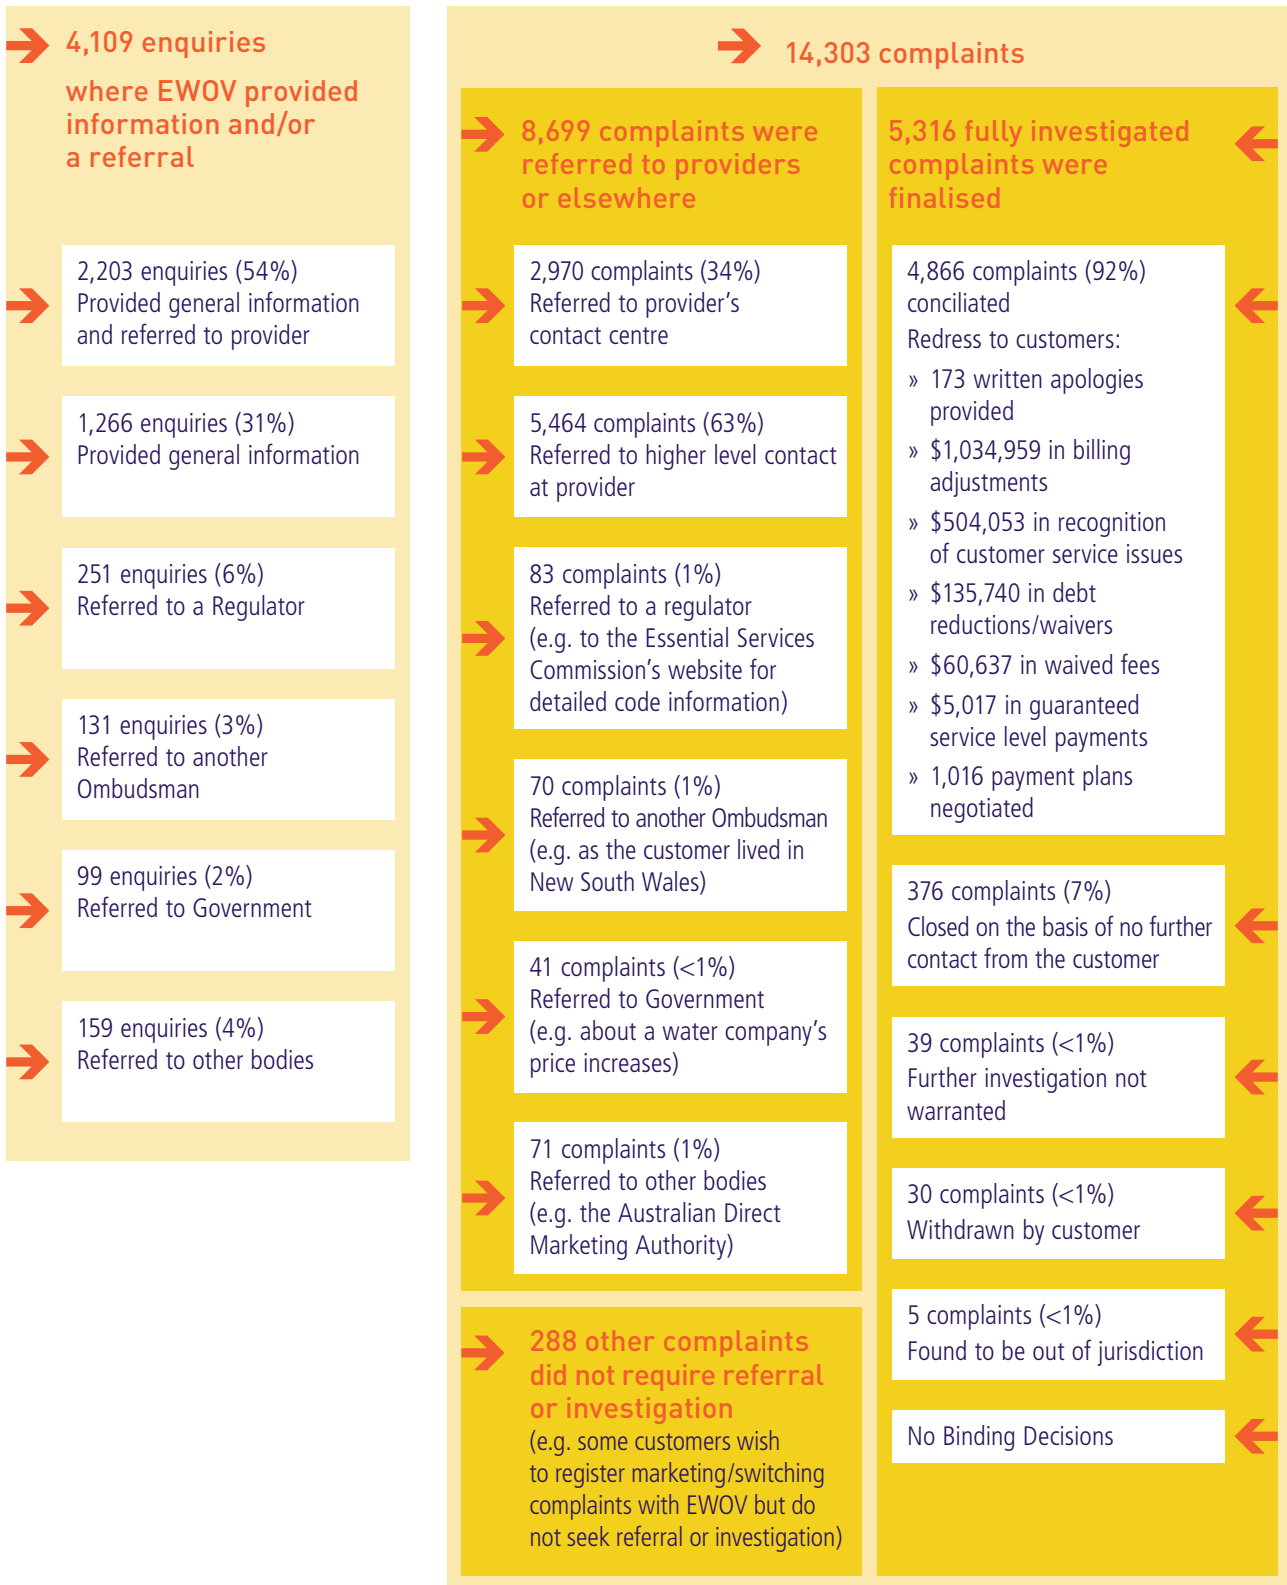 4,109 enquiries
where EWOV provided
information and/or
a referral
2,203 enquiries (54%)
Provided general information
and referred to provider
1,266 enquiries (31%)
Provided general information
251 enquiries (6%)
Referred to a Regulator
131 enquiries (3%)
Referred to another
Ombudsman
99 enquiries (2%)
Referred to Government
159 enquiries (4%)
Referred to other bodies
14,303 complaints
8,699 complaints were
referred to providers
or elsewhere
2,970 complaints (34%)
Referred to provider's
contact centre
5,464 complaints (63%)
Referred to higher level contact
at provider
83 complaints (1%)
Referred to a regulator
(e.g. to the Essential Services
Commission's website for
detailed code information)
70 complaints (1%)
Referred to another Ombudsman
(e.g. as the customer lived in
New South Wales)
41 complaints (<1%)
Referred to Government
(e.g. about a water company's
price increases)
71 complaints (1%)
Referred to other bodies
(e.g. the Australian Direct
Marketing Authority)
288 other complaints
did not require referral
or investigation
(e.g. some customers wish
to register marketing/switching
complaints with EWOV but do
not seek referral or investigation)
5,316 fully investigated
complaints were
finalised
4,866 complaints (92%)
conciliated
Redress to customers:
» 173 written apologies
provided
» $1,034,959 in billing
adjustments
» $504,053 in recognition
of customer service issues
» $135,740 in debt
reductions/waivers
» $60,637 in waived fees
» $5,017 in guaranteed
service level payments
» 1,016 payment plans
negotiated
376 complaints (7%)
Closed on the basis of no further
contact from the customer
39 complaints (<1%)
Further investigation not
warranted
30 complaints (<1%)
Withdrawn by customer
5 complaints (<1%)
Found to be out of jurisdiction
No Binding Decisions